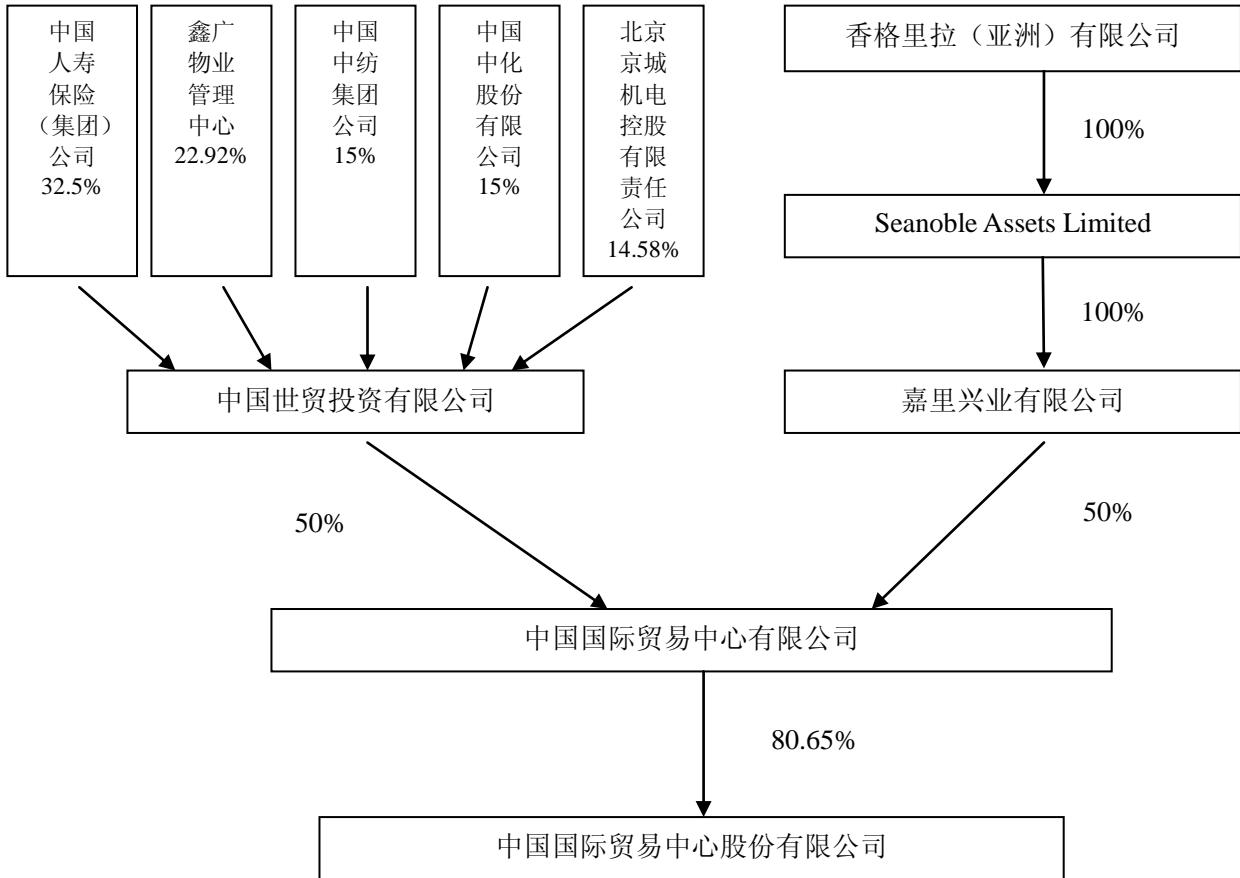 中国
人寿
保险
（集团）
公司
32.5%
鑫广
物业
管理
中心
22.92%
中国
中纺
集团
公司
15%
中国
中化
股份
有限
公司
15%
北京
京城
机电
控股
有限
责任
公司
14.58%
香格里拉（亚洲）有限公司
100%
Seanoble Assets Limited
100%
中国世贸投资有限公司
嘉里兴业有限公司
50%
50%
中国国际贸易中心有限公司
80.65%
中国国际贸易中心股份有限公司